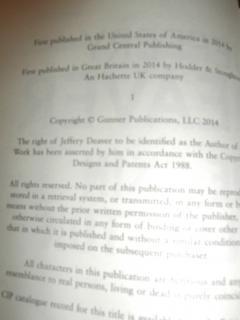 First published in the United States of America in 2014 by
Grand Central Publishing
First published in Great Britain in 2014 by Hodder &
An Hachette UK company
1
Copyright © Gunner Publications, LLC 2014
The right of Jeffery Deaver to be identified as the Author of
Work has been asserted by him in accordance with the
Designs and Patents Act 1988.
All rights reserved. No part of this publication may be
stored in a retrieval system, or transmitted, in any form or
means without the prior written permission of the publisher,
otherwise circulated in any form of binding or cover other
that in which it is published and without a similar condition
imposed on the subsequent purchaser.
All characters in this publication are and any
resemblance to real persons, living or dead is purely
CIP catalogue record for this title is